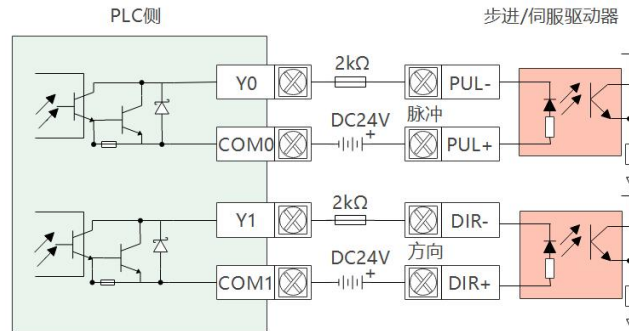 PLC侧
步进/伺服驱动器
Y0
2kΩ
PUL-
COM0
DC24V
+
脉冲
PUL+
Y1
2kΩ
DIR-
COM1
DC24V
+
方向
DIR+